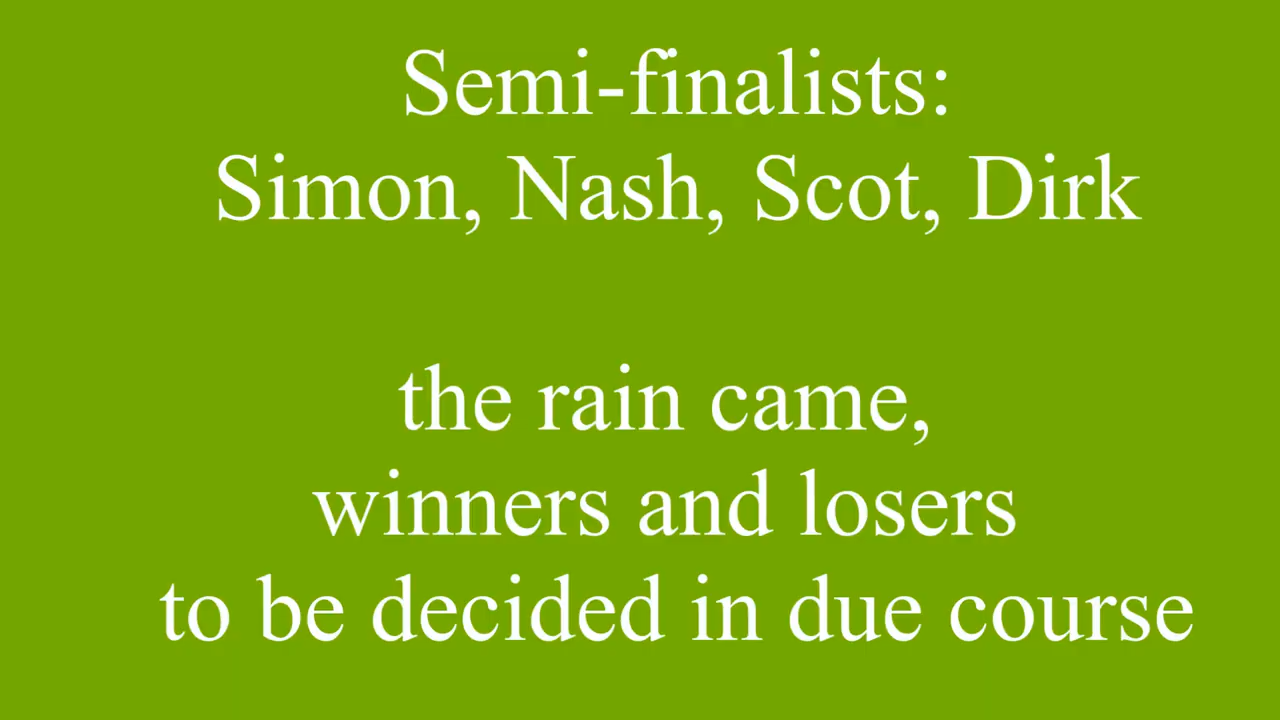 Semi-finalists:
Simon, Nash, Scot, Dirk
the rain came,
winners and losers
to be decided in due course